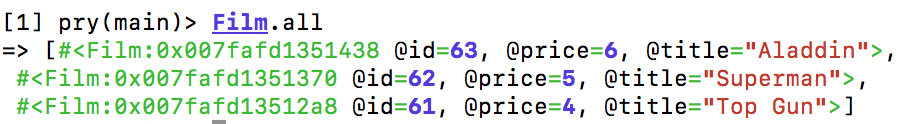 [1] pry(main)> Film.all
=> [#<Film:0x007fafd1351438 @id=63, @price=6, @title="Aladdin">,
#<Film:0x007fafd1351370 @id=62, @price=5, @title="Superman">,
#<Film:0x007fafd13512a8 @id=61, @price=4, @title="Top Gun">]